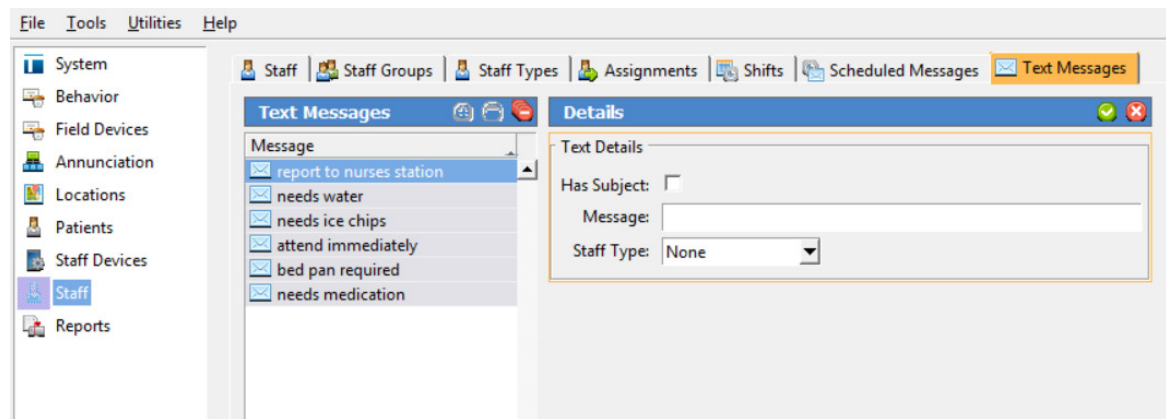 File Tools Utilities Help
System
Behavior
Field Devices
Annunciation
Locations
Patients
Staff Devices
Staff
Reports
Staff Staff Groups Staff Types Assignments Shifts Scheduled Messages Text Messages
Text Messages
Message
report to nurses station
needs water
needs ice chips
attend immediately
bed pan required
needs medication
Details
Text Details
Has Subject:
Message:
Staff Type: None